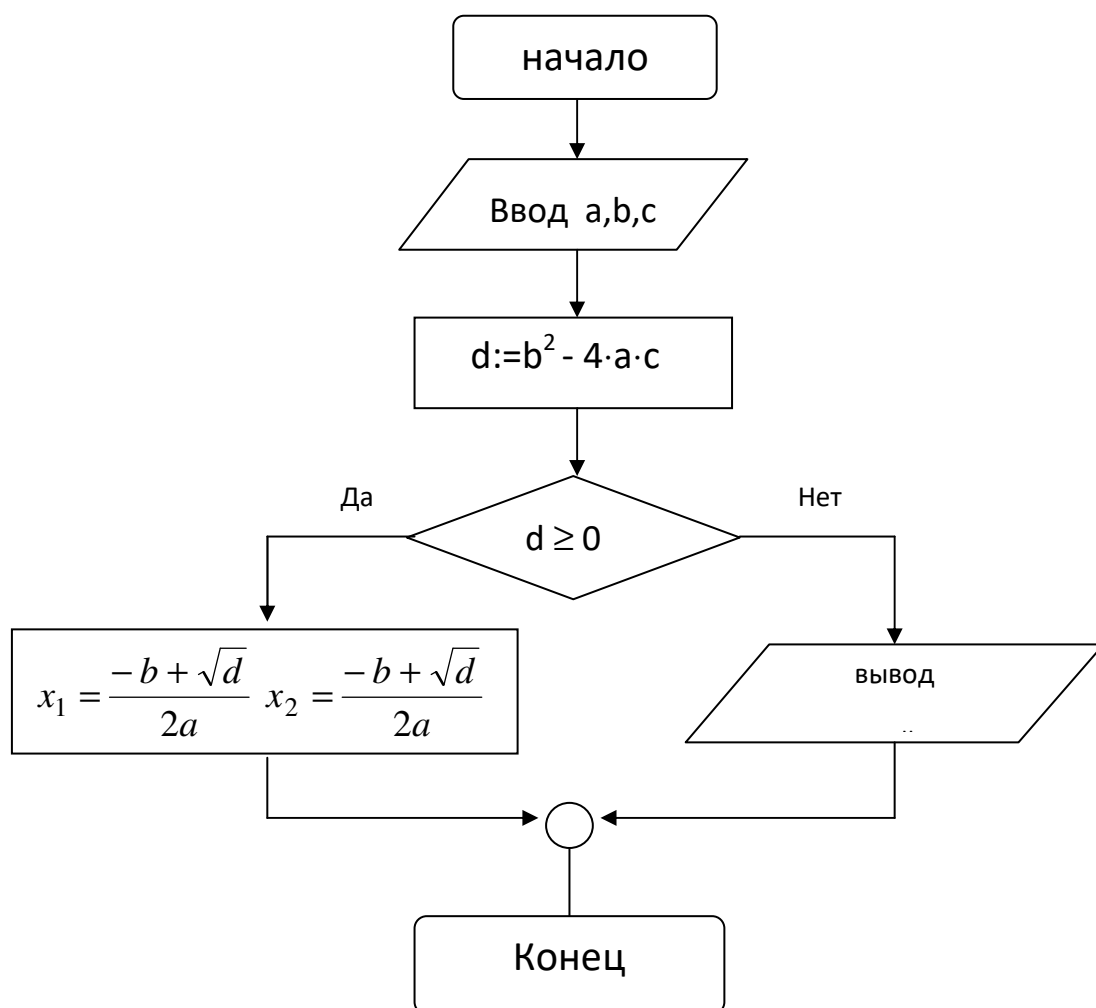 начало
Ввод a,b,c
d:=b² - 4·a·c
Да
Нет
d ≥ 0
x₁ = (-b + √d)/2a x₂ = (-b + √d)/2a
вывод
Конец